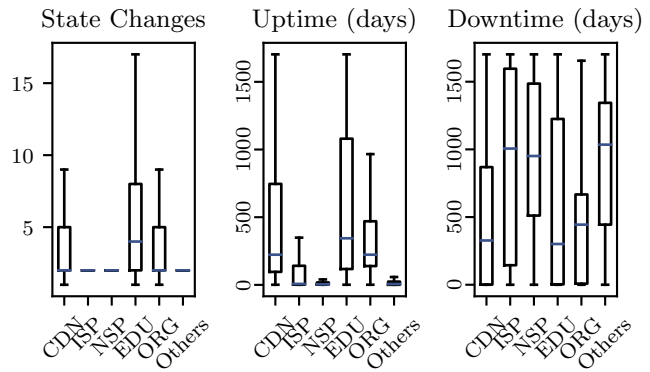 State Changes
Uptime (days)
Downtime (days)
15
10
5
1500
1000
500
0
1500
1000
500
0
CDN
ISP
NSP
EDU
ORG
Others
CDN
ISP
NSP
EDU
ORG
Others
CDN
ISP
NSP
EDU
ORG
Others